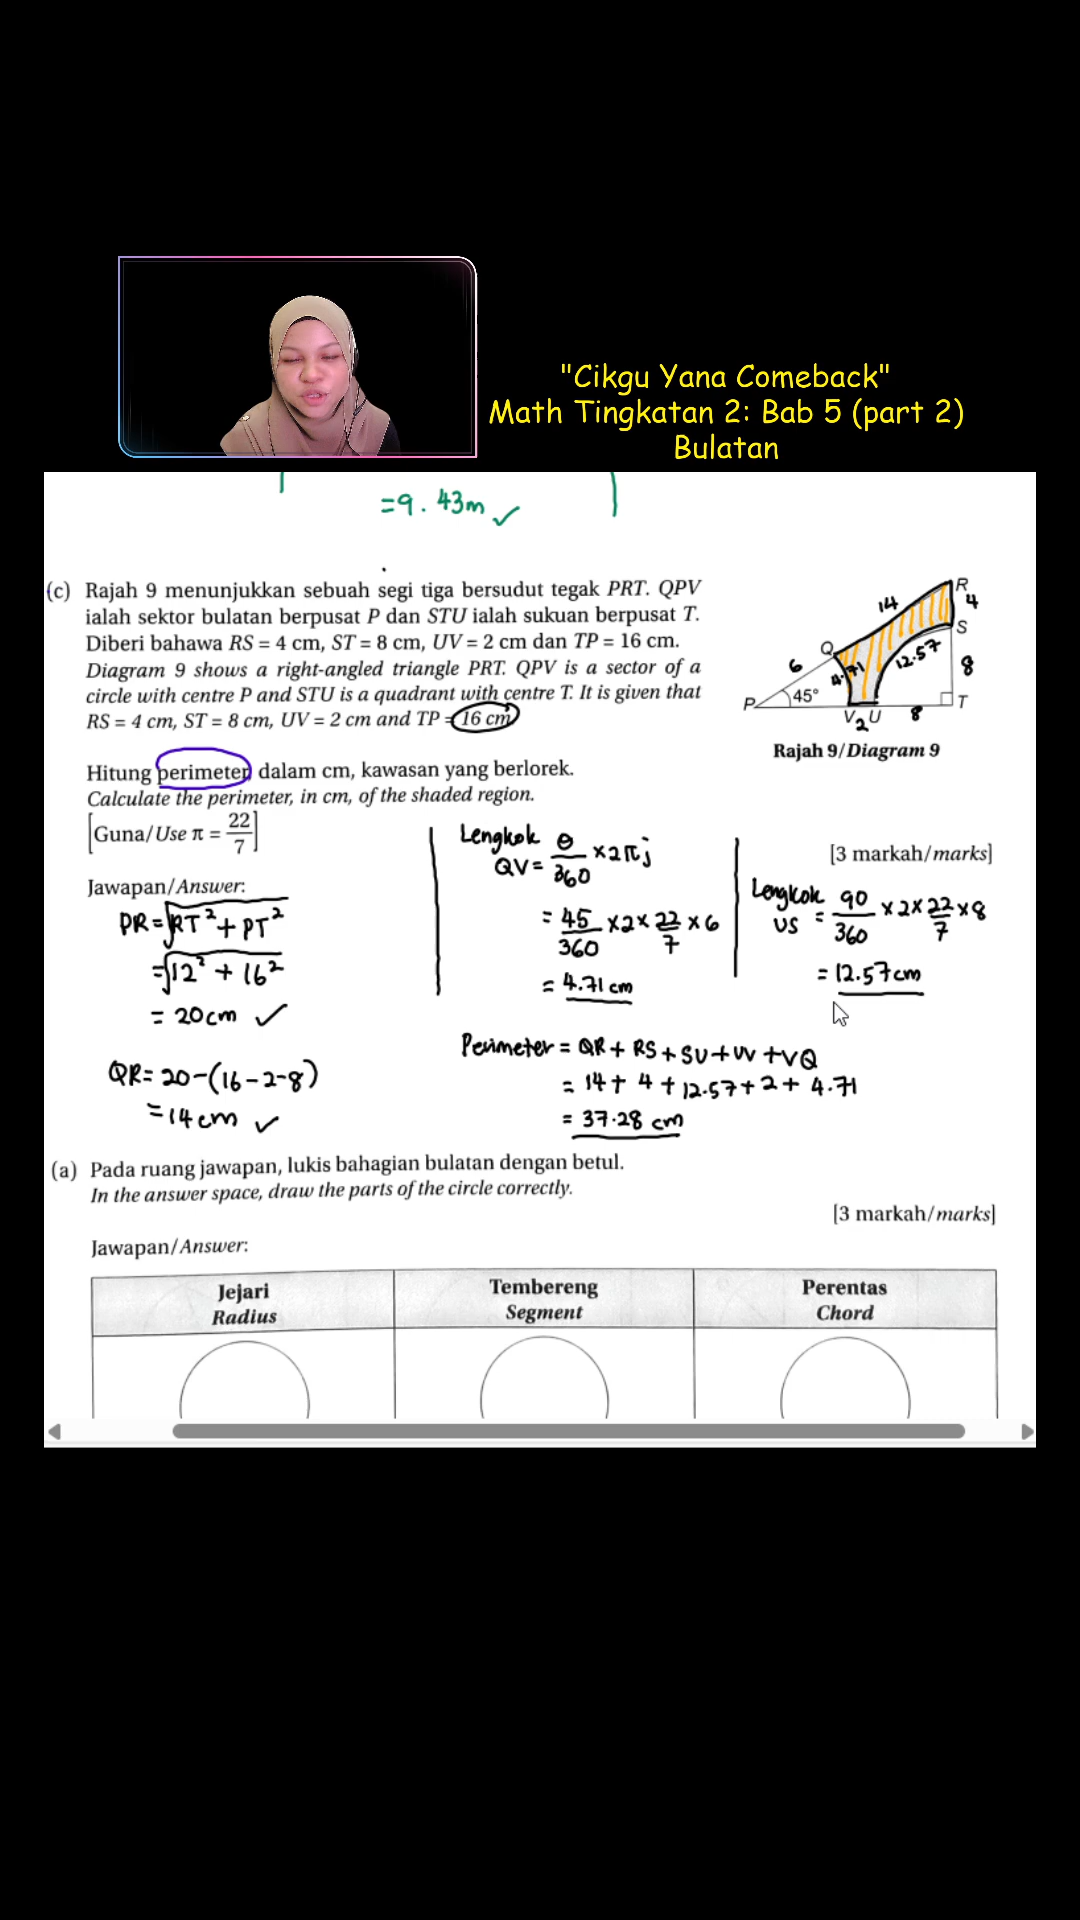 "Cikgu Yana Comeback"
Math Tingkatan 2: Bab 5 (part 2)
Bulatan
=9.43m ✓
(c) Rajah 9 menunjukkan sebuah segi tiga bersudut tegak PRT. QPV
ialah sektor bulatan berpusat P dan STU ialah sukuan berpusat T.
Diberi bahawa RS = 4 cm, ST = 8 cm, UV = 2 cm dan TP = 16 cm.
Diagram 9 shows a right-angled triangle PRT. QPV is a sector of a
circle with centre P and STU is a quadrant with centre T. It is given that
RS = 4 cm, ST = 8 cm, UV = 2 cm and TP = 16 cm
R
14
4
S
Q
12.57
6
4.71
8
45°
P
T
V
2
U
8
Rajah 9/Diagram 9
Hitung perimeter, dalam cm, kawasan yang berlorek.
Calculate the perimeter, in cm, of the shaded region.
[Guna/Use π = 22/7]
[3 markah/marks]
Jawapan/Answer:
PR = √RT² + PT²
= √12² + 16²
= 20cm ✓
QR = 20-(16-2-8)
= 14cm ✓
Lengkok QV = θ/360 × 2πj
= 45/360 × 2 × 22/7 × 6
= 4.71 cm
Lengkok US = 90/360 × 2 × 22/7 × 8
= 12.57cm
Perimeter = QR + RS + SU + UV + VQ
= 14 + 4 + 12.57 + 2 + 4.71
= 37.28 cm
(a) Pada ruang jawapan, lukis bahagian bulatan dengan betul.
In the answer space, draw the parts of the circle correctly.
[3 markah/marks]
Jawapan/Answer:
Jejari
Radius
Tembereng
Segment
Perentas
Chord